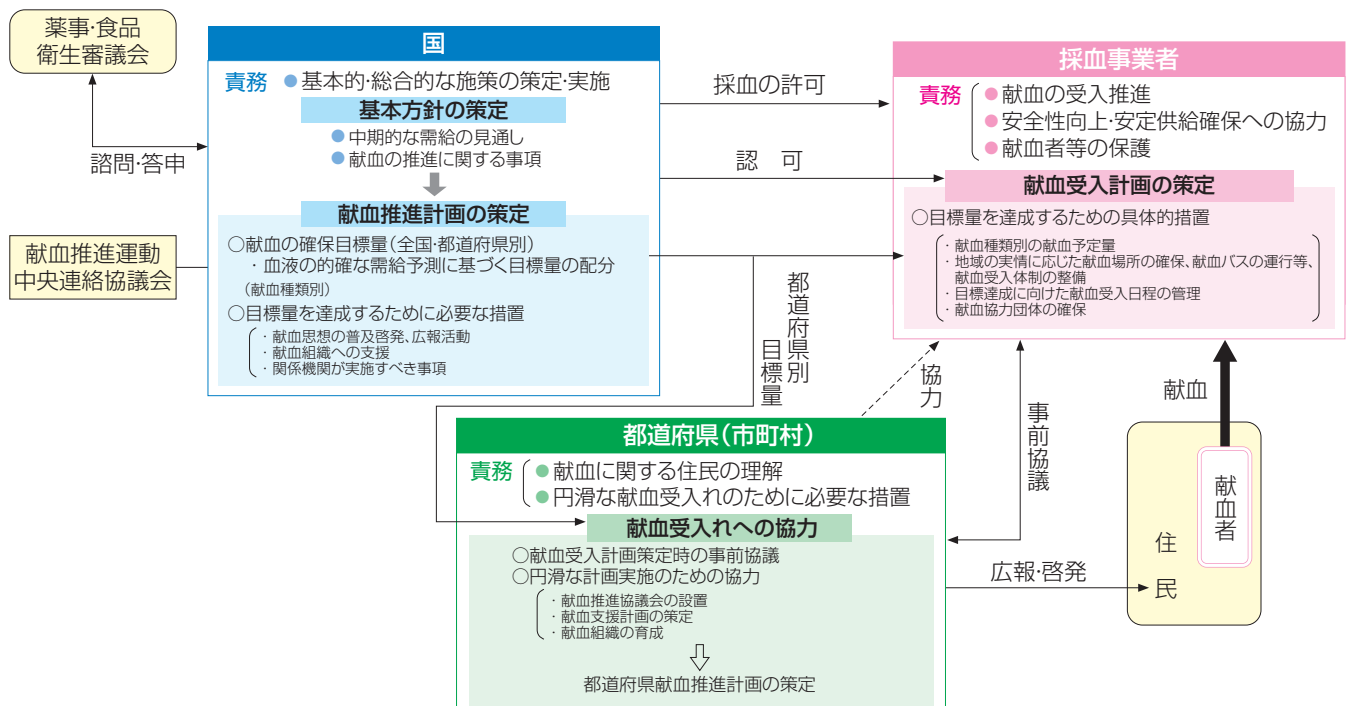 薬事・食品
衛生審議会
諮問・答申
献血推進運動
中央連絡協議会
国
責務 ●基本的・総合的な施策の策定・実施
基本方針の策定
●中期的な需給の見通し
●献血の推進に関する事項
献血推進計画の策定
○献血の確保目標量(全国・都道府県別)
・血液の的確な需給予測に基づく目標量の配分
(献血種類別)
○目標量を達成するために必要な措置
・献血思想の普及啓発、広報活動
・献血組織への支援
・関係機関が実施すべき事項
採血の許可
認 可
都道府県別
目標量
採血事業者
責務 ●献血の受入推進
●安全性向上・安定供給確保への協力
●献血者等の保護
献血受入計画の策定
○目標量を達成するための具体的措置
・献血種類別の献血予定量
・地域の実情に応じた献血場所の確保、献血バスの運行等、
献血受入体制の整備
・目標達成に向けた献血受入日程の管理
・献血協力団体の確保
協力
事前協議
献血
都道府県(市町村)
責務 ●献血に関する住民の理解
●円滑な献血受入れのために必要な措置
献血受入れへの協力
○献血受入計画策定時の事前協議
○円滑な計画実施のための協力
・献血推進協議会の設置
・献血支援計画の策定
・献血組織の育成
都道府県献血推進計画の策定
広報・啓発
住民
献血者